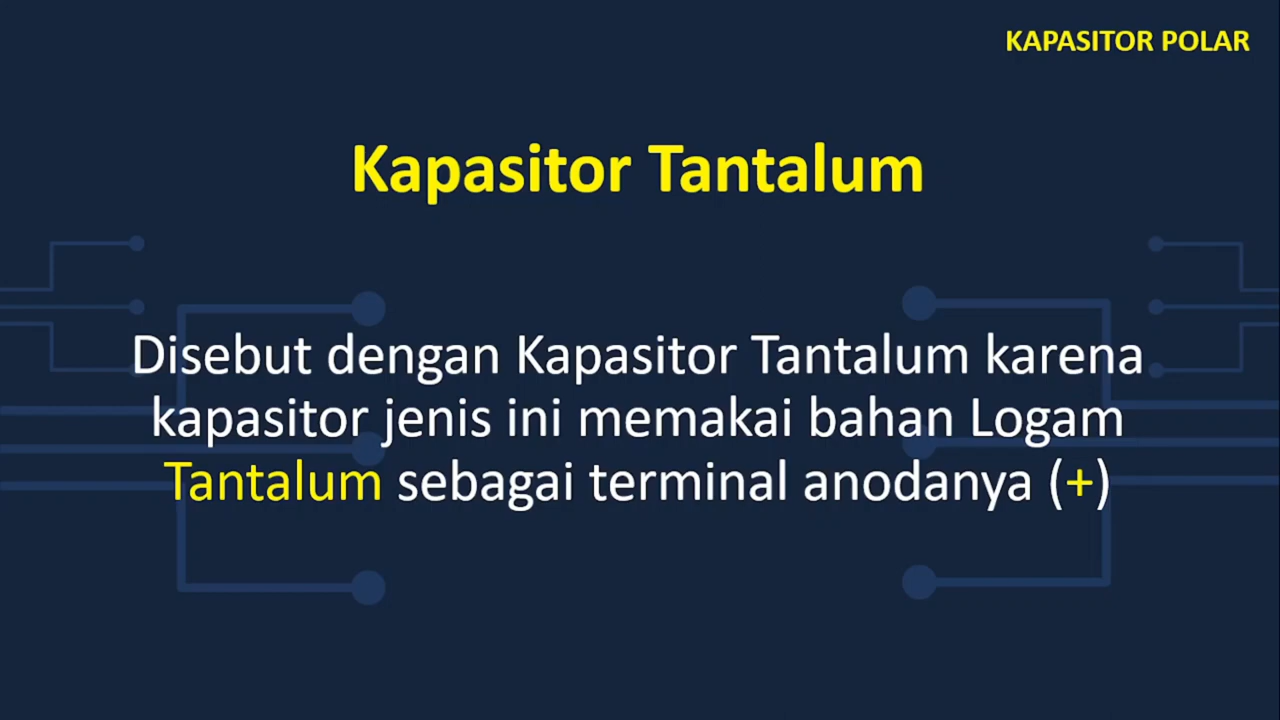 KAPASITOR POLAR
Kapasitor Tantalum
Disebut dengan Kapasitor Tantalum karena
kapasitor jenis ini memakai bahan Logam
Tantalum sebagai terminal anodanya (+)